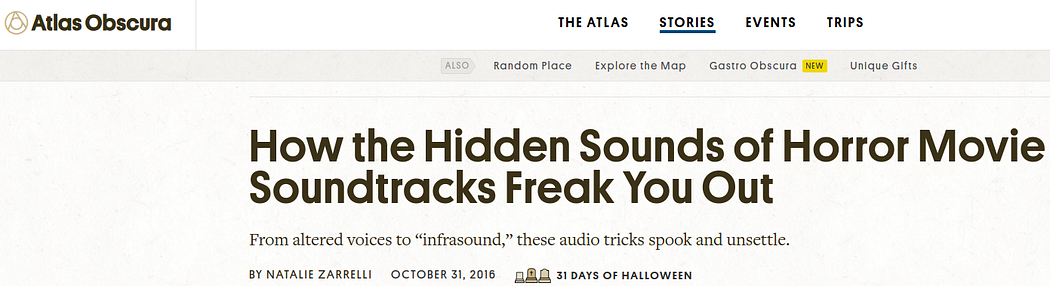 Atlas Obscura
THE ATLAS STORIES EVENTS TRIPS
ALSO Random Place Explore the Map Gastro Obscura NEW Unique Gifts
How the Hidden Sounds of Horror Movie
Soundtracks Freak You Out
From altered voices to “infrasound,” these audio tricks spook and unsettle.
BY NATALIE ZARRELLI OCTOBER 31, 2016 31 DAYS OF HALLOWEEN